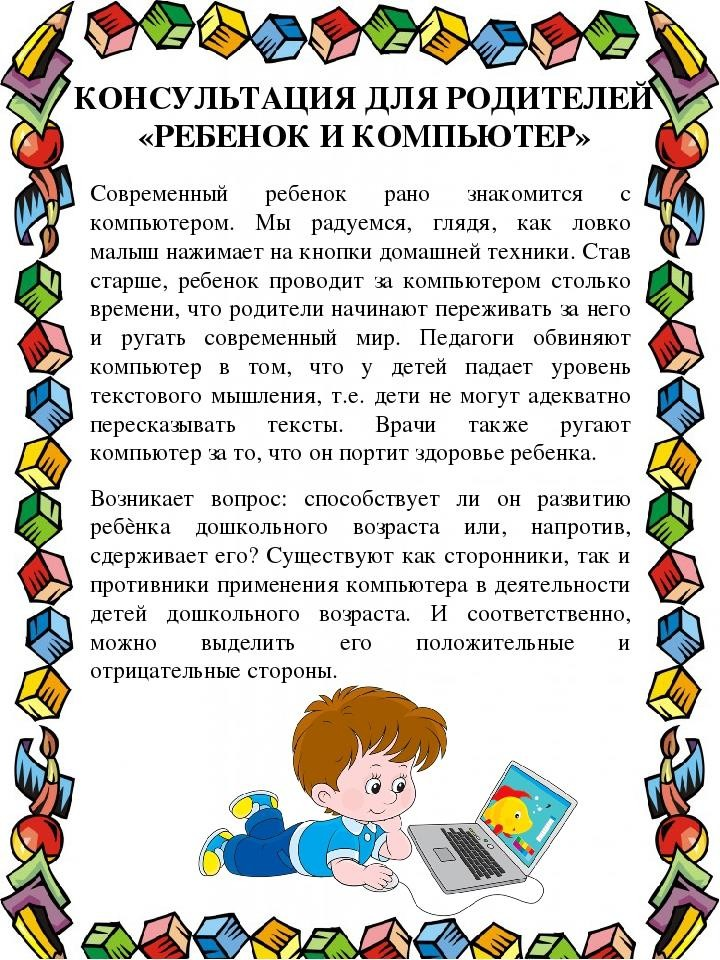 КОНСУЛЬТАЦИЯ ДЛЯ РОДИТЕЛЕЙ
«РЕБЕНОК И КОМПЬЮТЕР»
Современный ребенок рано знакомится с
компьютером. Мы радуемся, глядя, как ловко
малыш нажимает на кнопки домашней техники. Став
старше, ребенок проводит за компьютером столько
времени, что родители начинают переживать за него
и ругать современный мир. Педагоги обвиняют
компьютер в том, что у детей падает уровень
текстового мышления, т.е. дети не могут адекватно
пересказывать тексты. Врачи также ругают
компьютер за то, что он портит здоровье ребенка.
Возникает вопрос: способствует ли он развитию
ребѐнка дошкольного возраста или, напротив,
сдерживает его? Существуют как сторонники, так и
противники применения компьютера в деятельности
детей дошкольного возраста. И соответственно,
можно выделить его положительные и
отрицательные стороны.